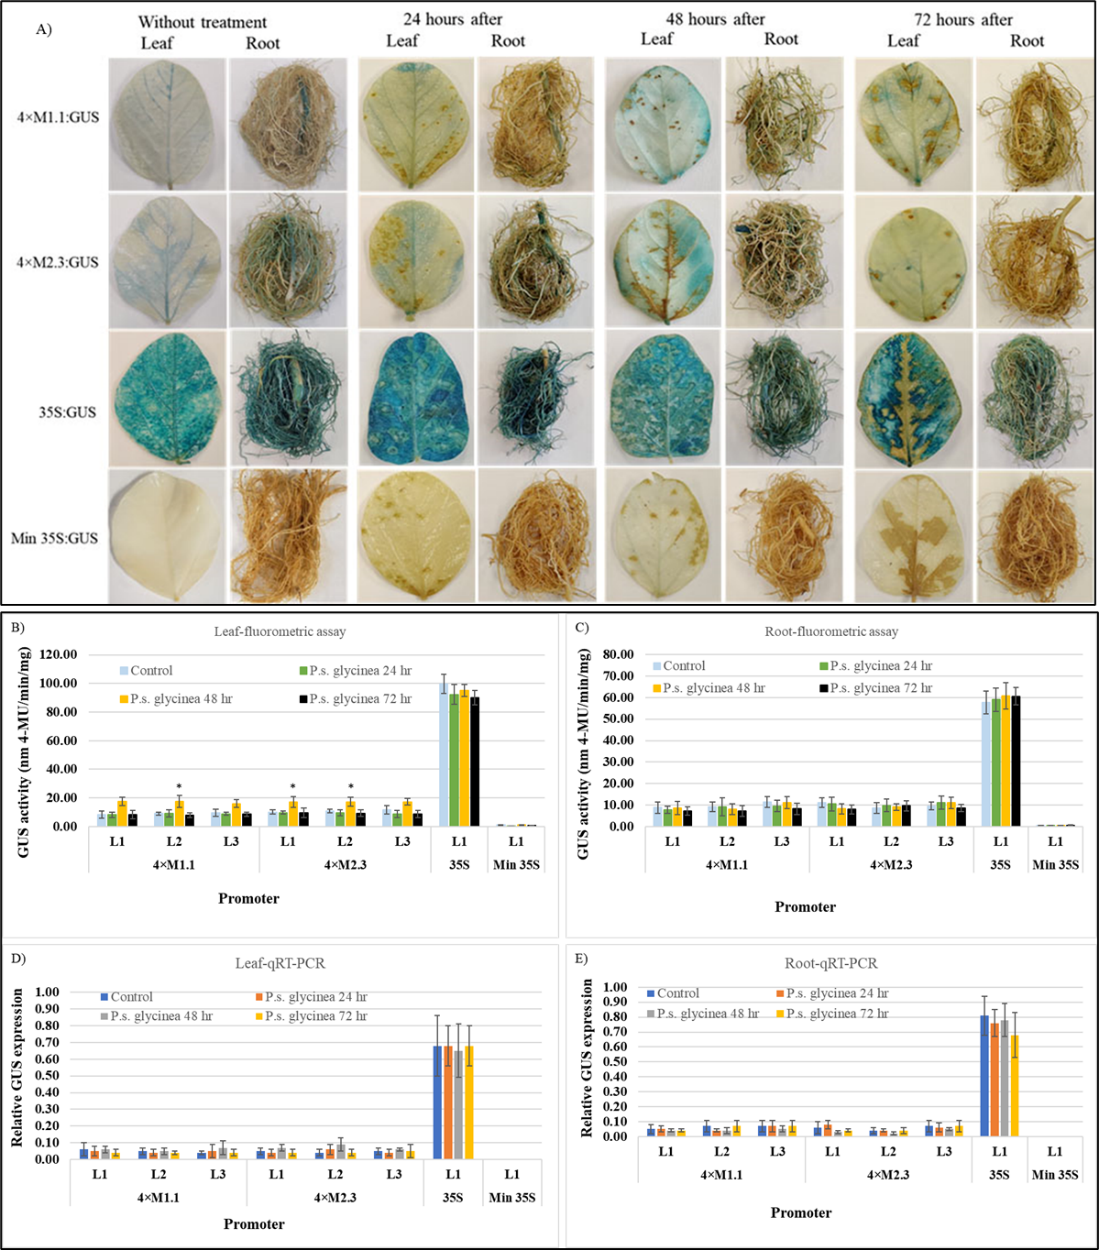 A)
Without treatment 24 hours after 48 hours after 72 hours after
Leaf Root Leaf Root Leaf Root Leaf Root
4×M1.1:GUS
4×M2.3:GUS
35S:GUS
Min 35S:GUS
B)
Leaf-fluorometric assay
GUS activity (nm 4-MU/min/mg)
120.00
100.00
80.00
60.00
40.00
20.00
0.00
Control P.s. glycinea 24 hr
P.s. glycinea 48 hr P.s. glycinea 72 hr
* * *
L1 L2 L3 L1 L2 L3 L1 L1
4×M1.1 4×M2.3 35S Min 35S
Promoter
C)
Root-fluorometric assay
GUS activity (nm 4-MU/min/mg)
80.00
70.00
60.00
50.00
40.00
30.00
20.00
10.00
0.00
Control P.s. glycinea 24 hr
P.s. glycinea 48 hr P.s. glycinea 72 hr
L1 L2 L3 L1 L2 L3 L1 L1
4×M1.1 4×M2.3 35S Min 35S
Promoter
D)
Leaf-qRT-PCR
Relative GUS expression
1.00
0.90
0.80
0.70
0.60
0.50
0.40
0.30
0.20
0.10
0.00
Control P.s. glycinea 24 hr
P.s. glycinea 48 hr P.s. glycinea 72 hr
L1 L2 L3 L1 L2 L3 L1 L1
4×M1.1 4×M2.3 35S Min 35S
Promoter
E)
Root-qRT-PCR
Relative GUS expression
1.00
0.90
0.80
0.70
0.60
0.50
0.40
0.30
0.20
0.10
0.00
Control P.s. glycinea 24 hr
P.s. glycinea 48 hr P.s. glycinea 72 hr
L1 L2 L3 L1 L2 L3 L1 L1
4×M1.1 4×M2.3 35S Min 35S
Promoter